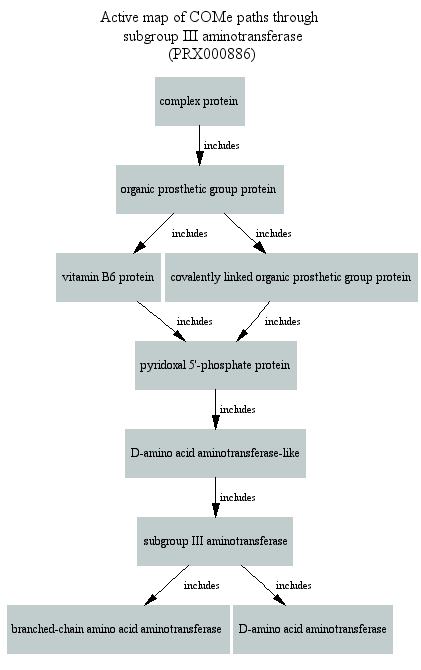 Active map of COMe paths through
subgroup III aminotransferase
(PRX000886)
complex protein
includes
organic prosthetic group protein
includes
includes
vitamin B6 protein
covalently linked organic prosthetic group protein
includes
includes
pyridoxal 5'-phosphate protein
includes
D-amino acid aminotransferase-like
includes
subgroup III aminotransferase
includes
includes
branched-chain amino acid aminotransferase
D-amino acid aminotransferase